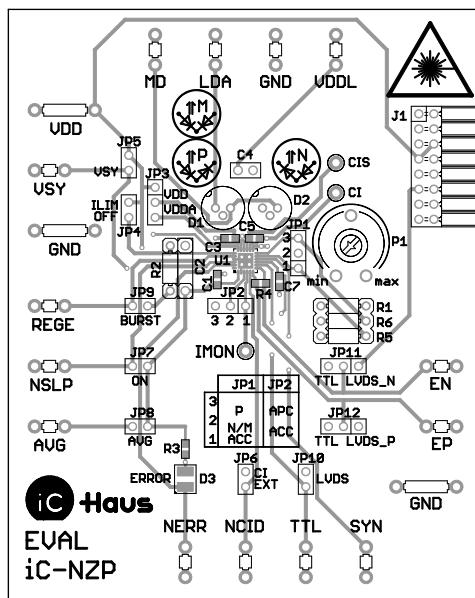 MD LDA GND VDDL
M
J1
VDD
JP5
P
C4
N
CIS
VSY
VSY
JP3
VDD
CI
ILIM
OFF
VDDA
D1
D2
JP4
JP1
GND
C3
C5
3
P1
U1
2
R2
C2
1
C1
R4
C7
min max
JP9
JP2
R1
REGE
BURST
3 2 1
R6
R5
IMON
JP7
JP11
NSLP
ON
TTL LVDS_N
EN
JP1 JP2
3
P
APC
2
N/M
1
ACC
ACC
JP8
JP12
AVG
AVG
TTL LVDS_P
EP
R3
JP6
JP10
ERROR
D3
CI
EXT
LVDS
iC Haus
GND
NERR NCID TTL SYN
EVAL
iC-NZP